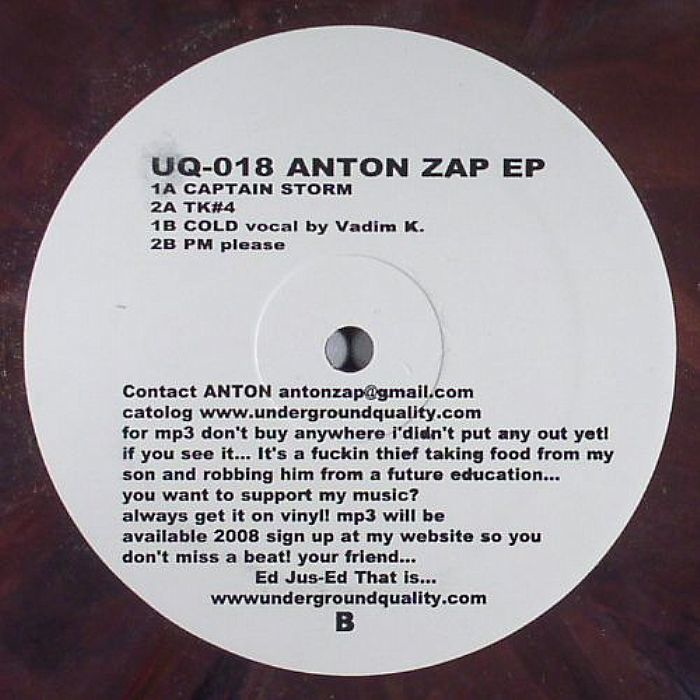 UQ-018 ANTON ZAP EP
1A CAPTAIN STORM
2A TK#4
1B COLD vocal by Vadim K.
2B PM please
Contact ANTON antonzap@gmail.com
catolog www.undergroundquality.com
for mp3 don't buy anywhere i'didn't put any out yet!
if you see it... It's a fuckin thief taking food from my
son and robbing him from a future education...
you want to support my music?
always get it on vinyl! mp3 will be
available 2008 sign up at my website so you
don't miss a beat! your friend...
Ed Jus-Ed That is...
wwwundergroundquality.com
B